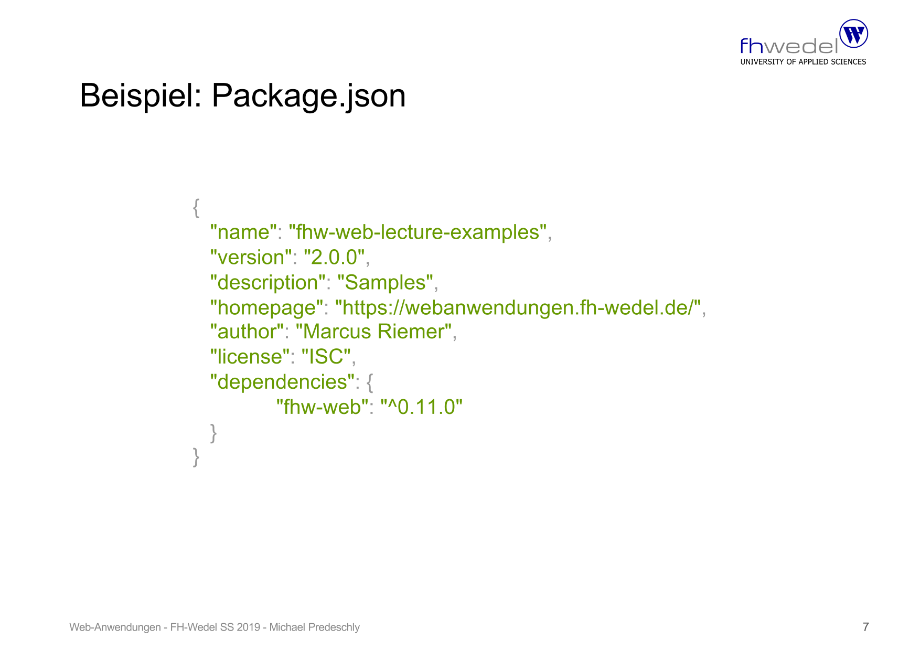 fhwedel W
UNIVERSITY OF APPLIED SCIENCES
Beispiel: Package.json
{
"name": "fhw-web-lecture-examples",
"version": "2.0.0",
"description": "Samples",
"homepage": "https://webanwendungen.fh-wedel.de/",
"author": "Marcus Riemer",
"license": "ISC",
"dependencies": {
"fhw-web": "^0.11.0"
}
}
Web-Anwendungen - FH-Wedel SS 2019 - Michael Predeschly 7